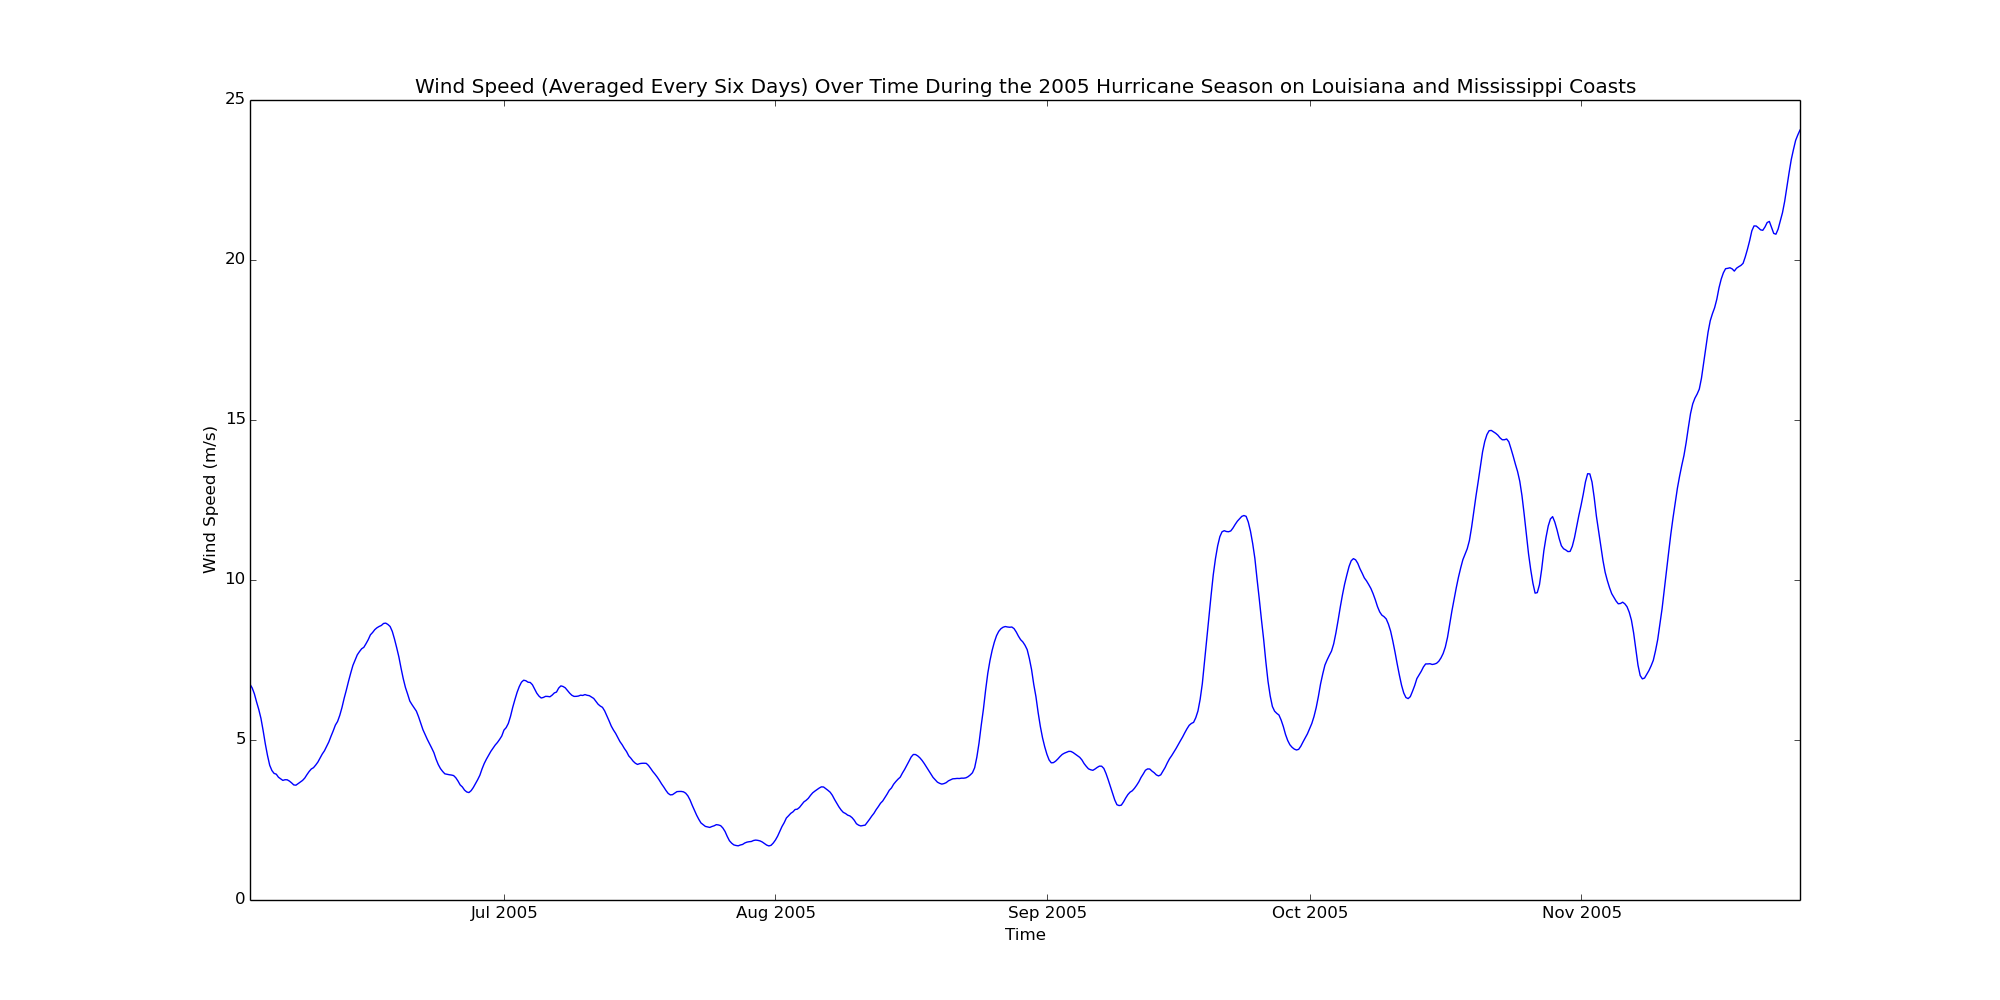 Wind Speed (Averaged Every Six Days) Over Time During the 2005 Hurricane Season on Louisiana and Mississippi Coasts
25
20
15
10
5
0
Wind Speed (m/s)
Jul 2005
Aug 2005
Sep 2005
Oct 2005
Nov 2005
Time